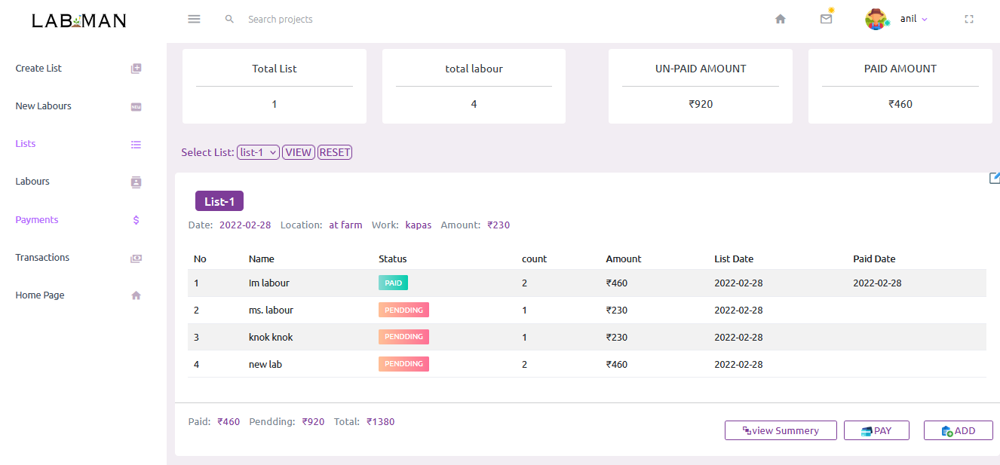 LABMAN
Search projects
anil
Create List
New Labours
NEW
Lists
Labours
Payments
Transactions
Home Page
Total List
1
total labour
4
UN-PAID AMOUNT
₹920
PAID AMOUNT
₹460
Select List: list-1 VIEW RESET
List-1
Date: 2022-02-28 Location: at farm Work: kapas Amount: ₹230
No Name Status count Amount List Date Paid Date
1 Im labour PAID 2 ₹460 2022-02-28 2022-02-28
2 ms. labour PENDDING 1 ₹230 2022-02-28
3 knok knok PENDDING 1 ₹230 2022-02-28
4 new lab PENDDING 2 ₹460 2022-02-28
Paid: ₹460 Pendding: ₹920 Total: ₹1380
view Summery PAY ADD